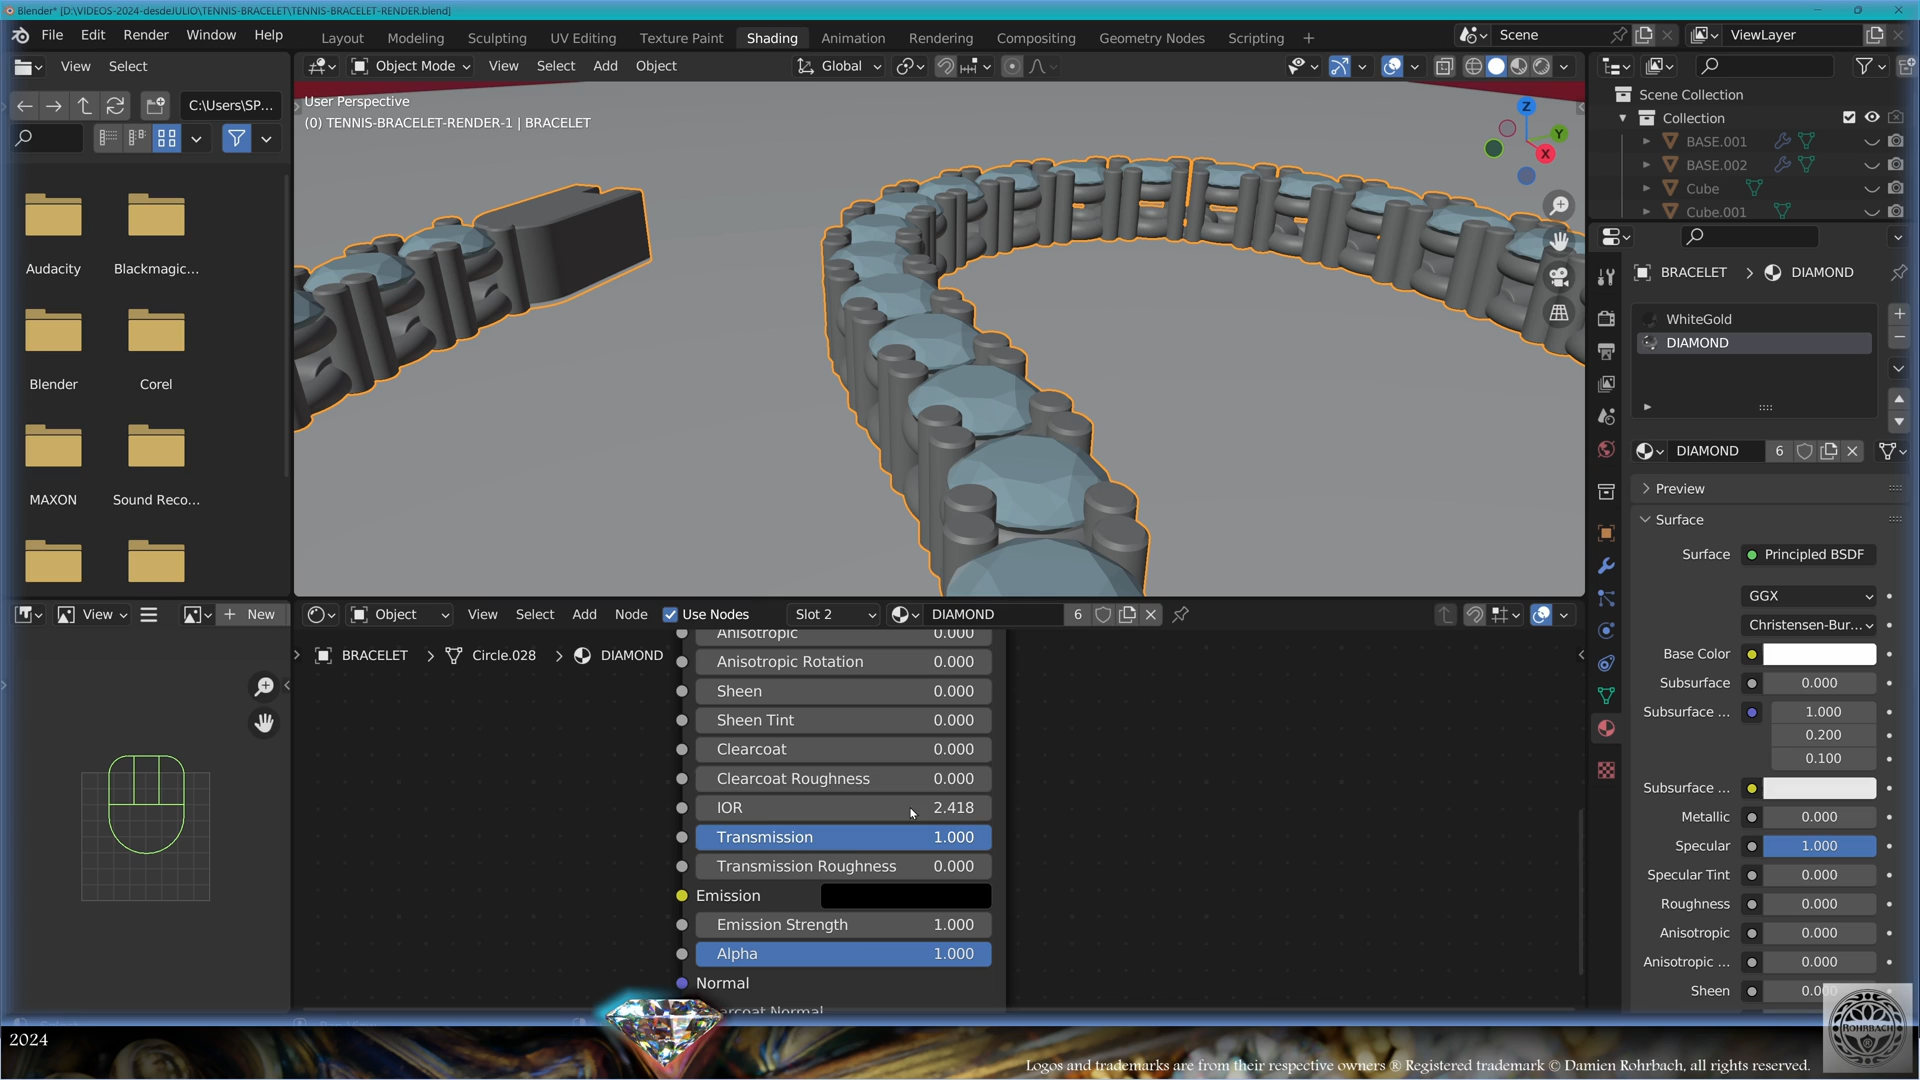 Blender* [D:\VIDEOS-2024-desdeJULIO\TENNIS-BRACELET\TENNIS-BRACELET-RENDER.blend]
File Edit Render Window Help
Layout Modeling Sculpting UV Editing Texture Paint Shading Animation Rendering Compositing Geometry Nodes Scripting +
Scene
ViewLayer
View Select
Object Mode View Select Add Object
Global
C:\Users\SP...
User Perspective
(0) TENNIS-BRACELET-RENDER-1 | BRACELET
Z
Y
X
Audacity
Blackmagic...
Blender
Corel
MAXON
Sound Reco...
Scene Collection
Collection
BASE.001
BASE.002
Cube
Cube.001
BRACELET > DIAMOND
WhiteGold
DIAMOND
DIAMOND 6
Preview
Surface
Surface Principled BSDF
GGX
Christensen-Bur...
Base Color
Subsurface 0.000
Subsurface ... 1.000
0.200
0.100
Subsurface ...
Metallic 0.000
Specular 1.000
Specular Tint 0.000
Roughness 0.000
Anisotropic 0.000
Anisotropic ... 0.000
Sheen
View
+ New
Object View Select Add Node Use Nodes Slot 2 DIAMOND 6
BRACELET > Circle.028 > DIAMOND
Anisotropic 0.000
Anisotropic Rotation 0.000
Sheen 0.000
Sheen Tint 0.000
Clearcoat 0.000
Clearcoat Roughness 0.000
IOR 2.418
Transmission 1.000
Transmission Roughness 0.000
Emission
Emission Strength 1.000
Alpha 1.000
Normal
2024
ROHRBACH
®
Logos and trademarks are from their respective owners ® Registered trademark © Damien Rohrbach, all rights reserved.